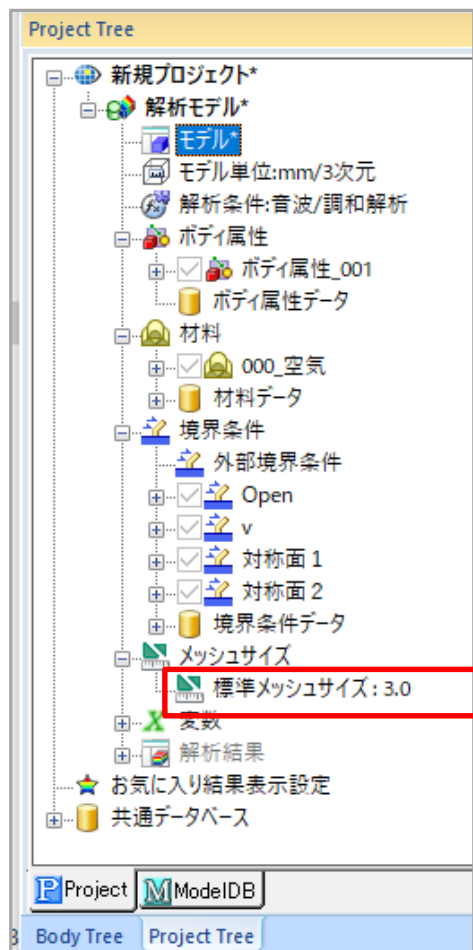 Project Tree
新規プロジェクト*
解析モデル*
モデル*
モデル単位:mm/3次元
解析条件:音波/調和解析
ボディ属性
ボディ属性_001
ボディ属性データ
材料
000_空気
材料データ
境界条件
外部境界条件
Open
v
対称面1
対称面2
境界条件データ
メッシュサイズ
標準メッシュサイズ: 3.0
変数
解析結果
お気に入り結果表示設定
共通データベース
Project ModelDB
Body Tree Project Tree